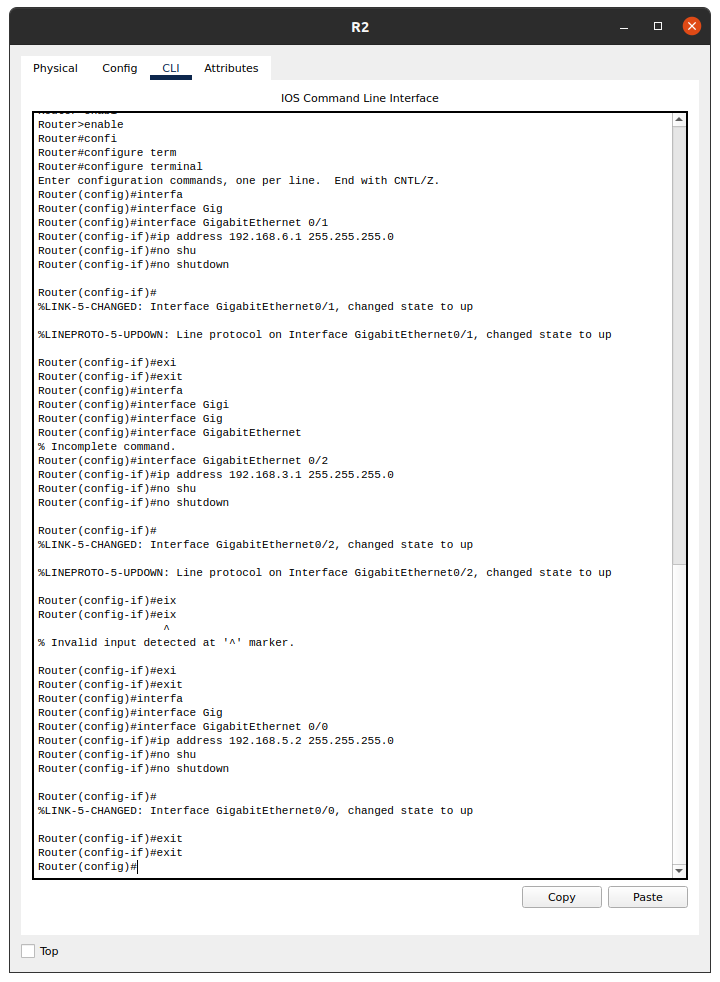 R2
Physical Config CLI Attributes
IOS Command Line Interface
Router>enable
Router#confi
Router#configure term
Router#configure terminal
Enter configuration commands, one per line.  End with CNTL/Z.
Router(config)#interfa
Router(config)#interface Gig
Router(config)#interface GigabitEthernet 0/1
Router(config-if)#ip address 192.168.6.1 255.255.255.0
Router(config-if)#no shu
Router(config-if)#no shutdown
Router(config-if)#
%LINK-5-CHANGED: Interface GigabitEthernet0/1, changed state to up
%LINEPROTO-5-UPDOWN: Line protocol on Interface GigabitEthernet0/1, changed state to up
Router(config-if)#exi
Router(config-if)#exit
Router(config)#interfa
Router(config)#interface Gigi
Router(config)#interface Gig
Router(config)#interface GigabitEthernet
% Incomplete command.
Router(config)#interface GigabitEthernet 0/2
Router(config-if)#ip address 192.168.3.1 255.255.255.0
Router(config-if)#no shu
Router(config-if)#no shutdown
Router(config-if)#
%LINK-5-CHANGED: Interface GigabitEthernet0/2, changed state to up
%LINEPROTO-5-UPDOWN: Line protocol on Interface GigabitEthernet0/2, changed state to up
Router(config-if)#eix
Router(config-if)#eix
^
% Invalid input detected at '^' marker.
Router(config-if)#exi
Router(config-if)#exit
Router(config)#interfa
Router(config)#interface Gig
Router(config)#interface GigabitEthernet 0/0
Router(config-if)#ip address 192.168.5.2 255.255.255.0
Router(config-if)#no shu
Router(config-if)#no shutdown
Router(config-if)#
%LINK-5-CHANGED: Interface GigabitEthernet0/0, changed state to up
Router(config-if)#exit
Router(config-if)#exit
Router(config)#
Copy Paste
Top